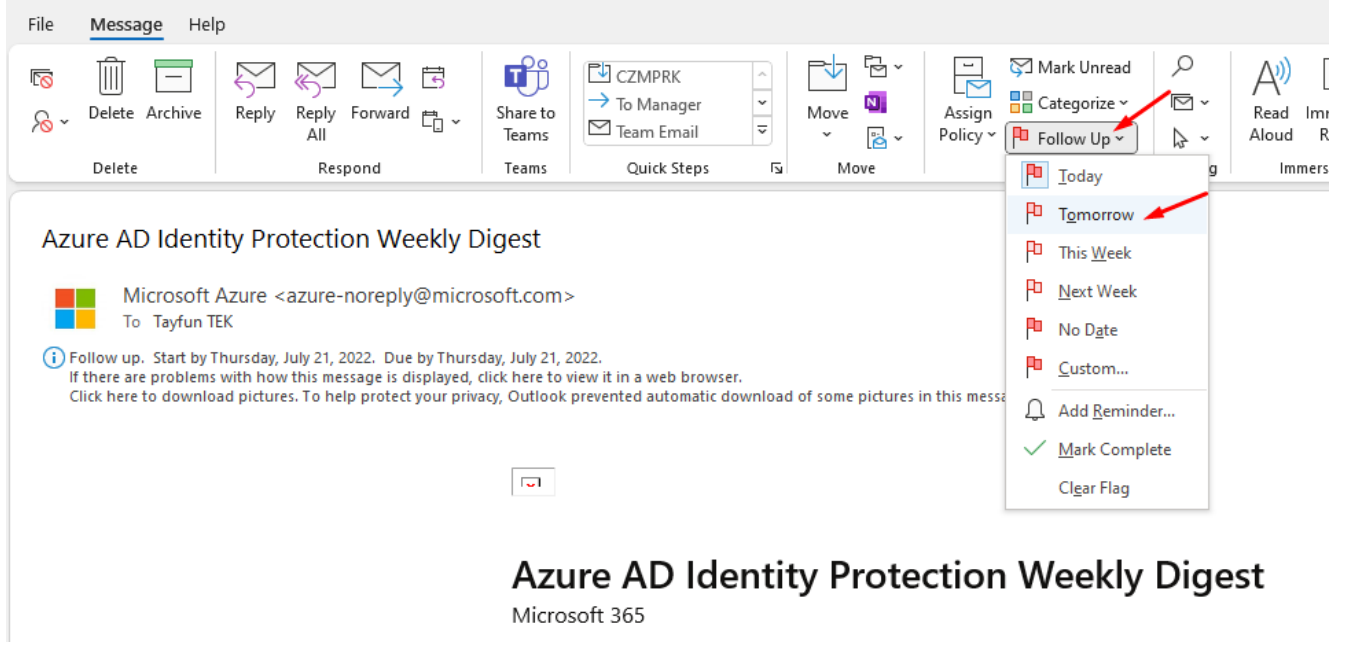 File Message Help
Delete Archive
Reply Reply All Forward
Share to Teams
CZMPRK
To Manager
Team Email
Move
Assign Policy
Mark Unread
Categorize
Follow Up
Read Aloud
Delete Respond Teams Quick Steps Move
Today
Tomorrow
This Week
Next Week
No Date
Custom...
Add Reminder...
Mark Complete
Clear Flag
Azure AD Identity Protection Weekly Digest
Microsoft Azure <azure-noreply@microsoft.com>
To Tayfun TEK
Follow up. Start by Thursday, July 21, 2022. Due by Thursday, July 21, 2022.
If there are problems with how this message is displayed, click here to view it in a web browser.
Click here to download pictures. To help protect your privacy, Outlook prevented automatic download of some pictures in this
Azure AD Identity Protection Weekly Digest
Microsoft 365